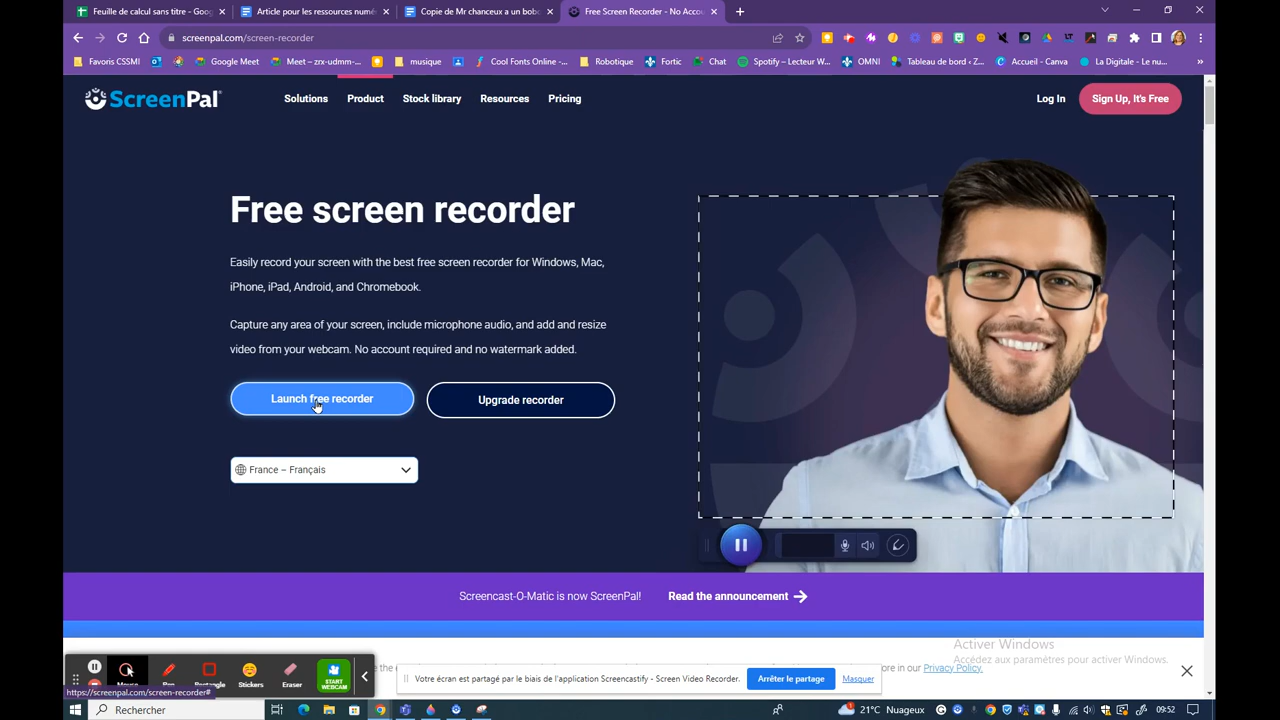 Feuille de calcul sans titre - Goog
Article pour les ressources numé
Copie de Mr chanceux a un bob
Free Screen Recorder - No Accou
screenpal.com/screen-recorder
Favoris CSSMI
Google Meet
Meet – zrx-udmm-...
musique
Cool Fonts Online -...
Robotique
Fortic
Chat
Spotify – Lecteur W...
OMNI
Tableau de bord ‹ Z...
Accueil - Canva
La Digitale - Le nu...
ScreenPal
Solutions
Product
Stock library
Resources
Pricing
Log In
Sign Up, It's Free
Free screen recorder
Easily record your screen with the best free screen recorder for Windows, Mac,
iPhone, iPad, Android, and Chromebook.
Capture any area of your screen, include microphone audio, and add and resize
video from your webcam. No account required and no watermark added.
Launch free recorder
Upgrade recorder
France – Français
Screencast-O-Matic is now ScreenPal!
Read the announcement
Activer Windows
Accédez aux paramètres pour activer Windows.
in our Privacy Policy.
Mouse
Pen
Rectangle
Stickers
Eraser
START
WEBCAM
Votre écran est partagé par le biais de l'application Screencastify - Screen Video Recorder.
Arrêter le partage
Masquer
https://screenpal.com/screen-recorder#
Rechercher
21°C Nuageux
09:52